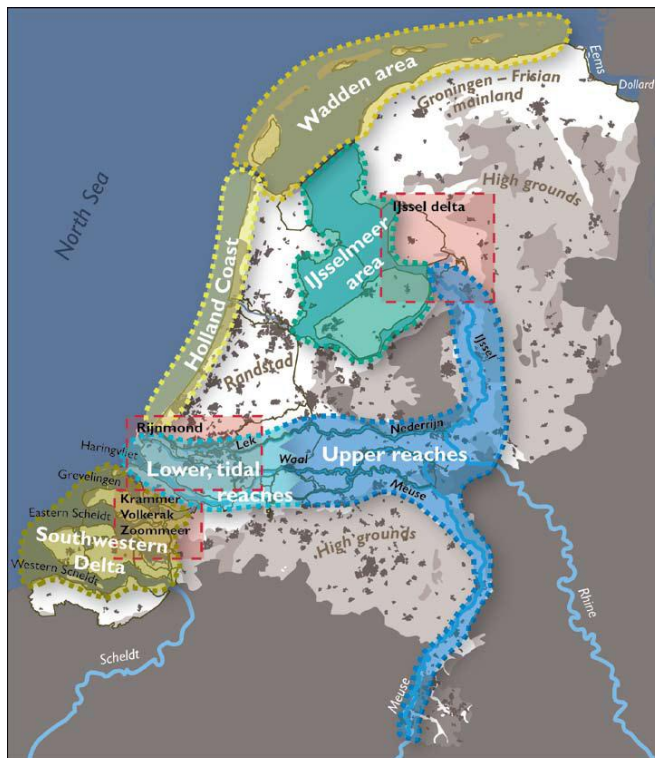 Wadden area
Eems
Dollard
Groningen – Frisian
mainland
High grounds
North Sea
IJssel delta
IJsselmeer
area
Holland Coast
IJssel
Randstad
Rijnmond
Lek
Nederrijn
Haringvliet
Waal
Upper reaches
Lower, tidal
reaches
Grevelingen
Krammer
Volkerak
Zoommeer
Meuse
Eastern Scheldt
Southwestern
Delta
High grounds
Western Scheldt
Rhine
Scheldt
Meuse